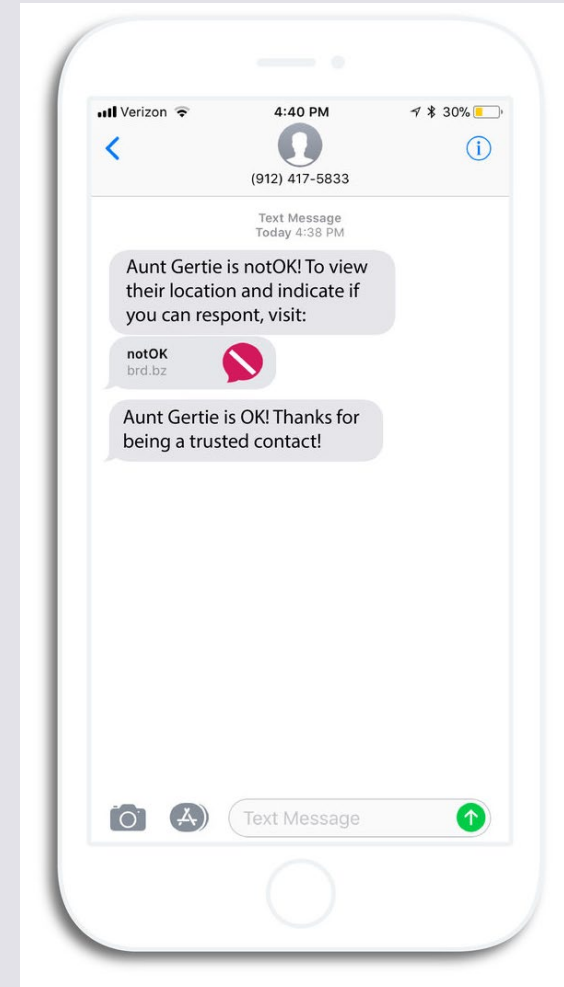 Verizon 4:40 PM 30%
(912) 417-5833
Text Message
Today 4:38 PM
Aunt Gertie is notOK! To view
their location and indicate if
you can respont, visit:
notOK
brd.bz
Aunt Gertie is OK! Thanks for
being a trusted contact!
Text Message